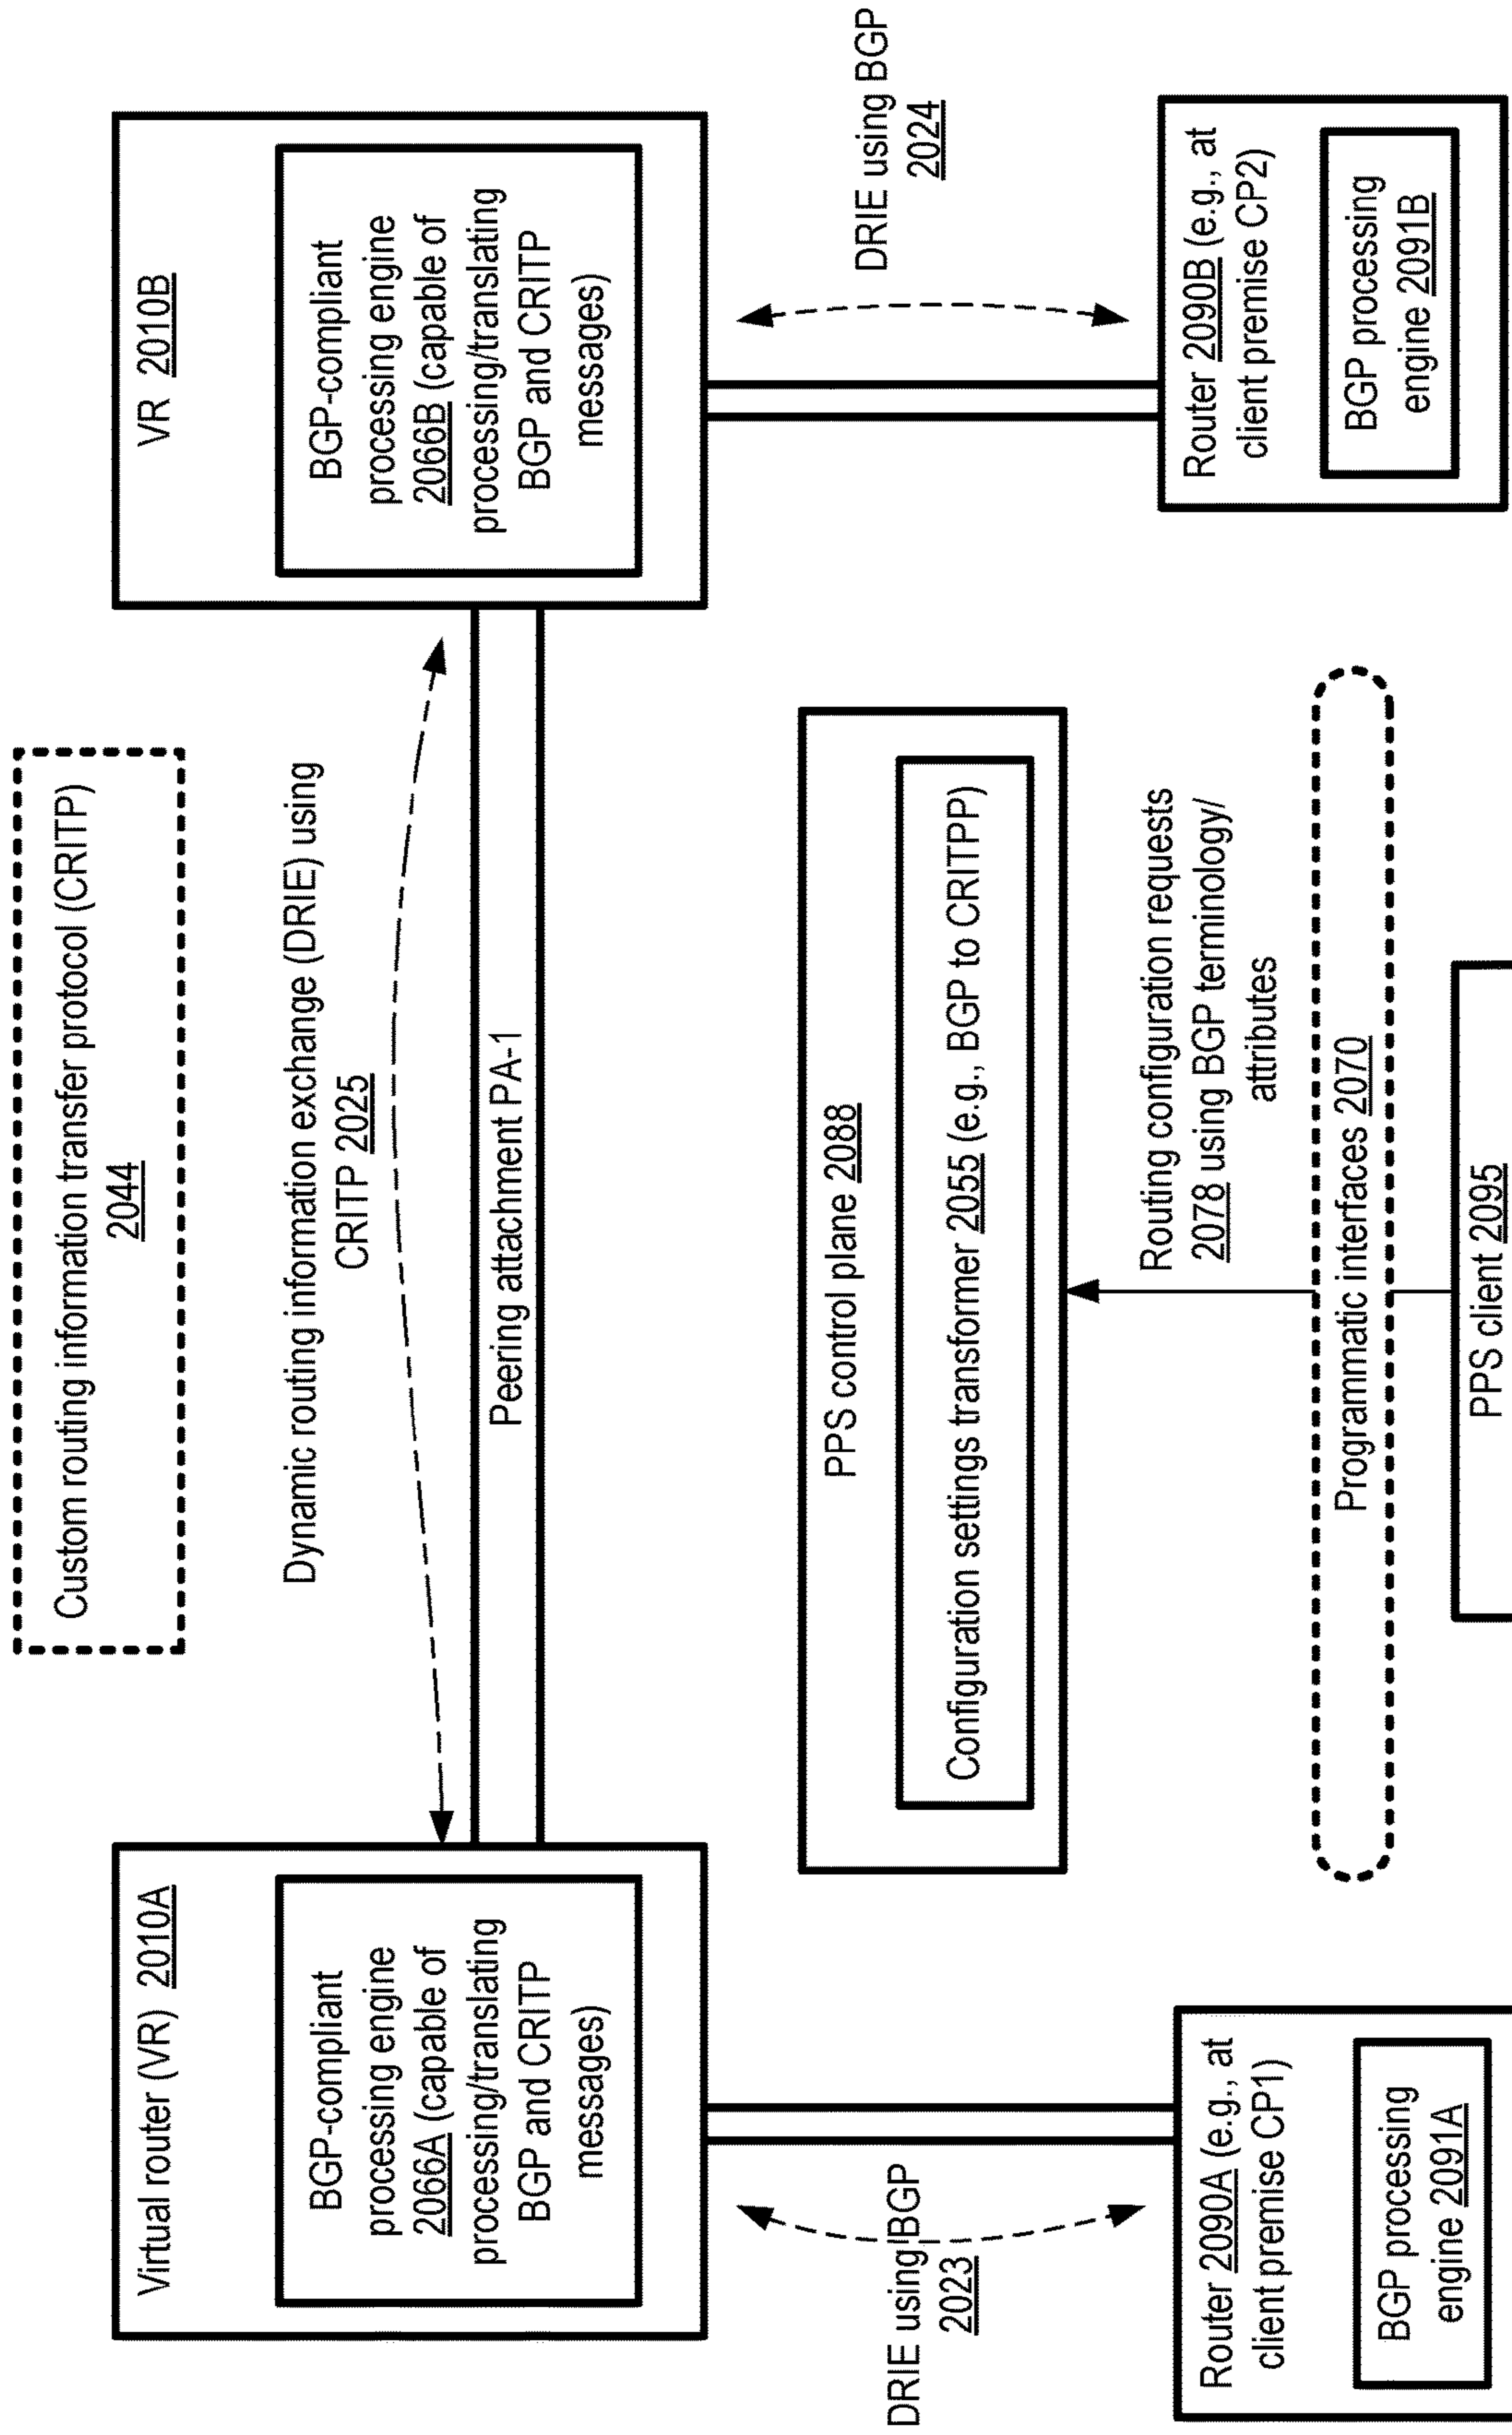 Custom routing information transfer protocol (CRITP)
2044
Virtual router (VR) 2010A
BGP-compliant
processing engine
2066A (capable of
processing/translating
BGP and CRITP
messages)
Dynamic routing information exchange (DRIE) using
CRITP 2025
Peering attachment PA-1
VR 2010B
BGP-compliant
processing engine
2066B (capable of
processing/translating
BGP and CRITP
messages)
DRIE using BGP
2023
PPS control plane 2088
Configuration settings transformer 2055 (e.g., BGP to CRITPP)
DRIE using BGP
2024
Routing configuration requests
2078 using BGP terminology/
attributes
Programmatic interfaces 2070
PPS client 2095
Router 2090A (e.g., at
client premise CP1)
BGP processing
engine 2091A
Router 2090B (e.g., at
client premise CP2)
BGP processing
engine 2091B